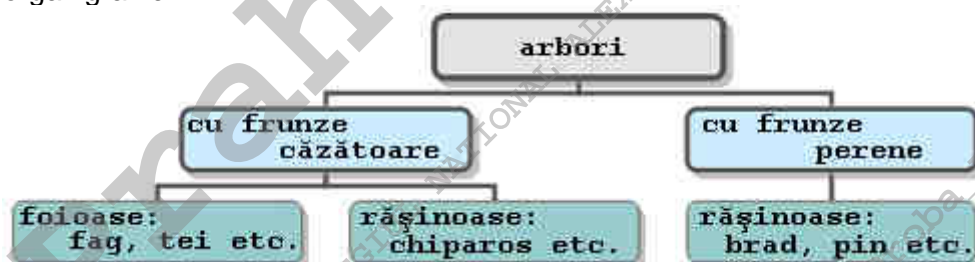 arbori
cu frunze
căzătoare
cu frunze
perene
foioase:
fag, tei etc.
răşinoase:
chiparos etc.
răşinoase:
brad, pin etc.